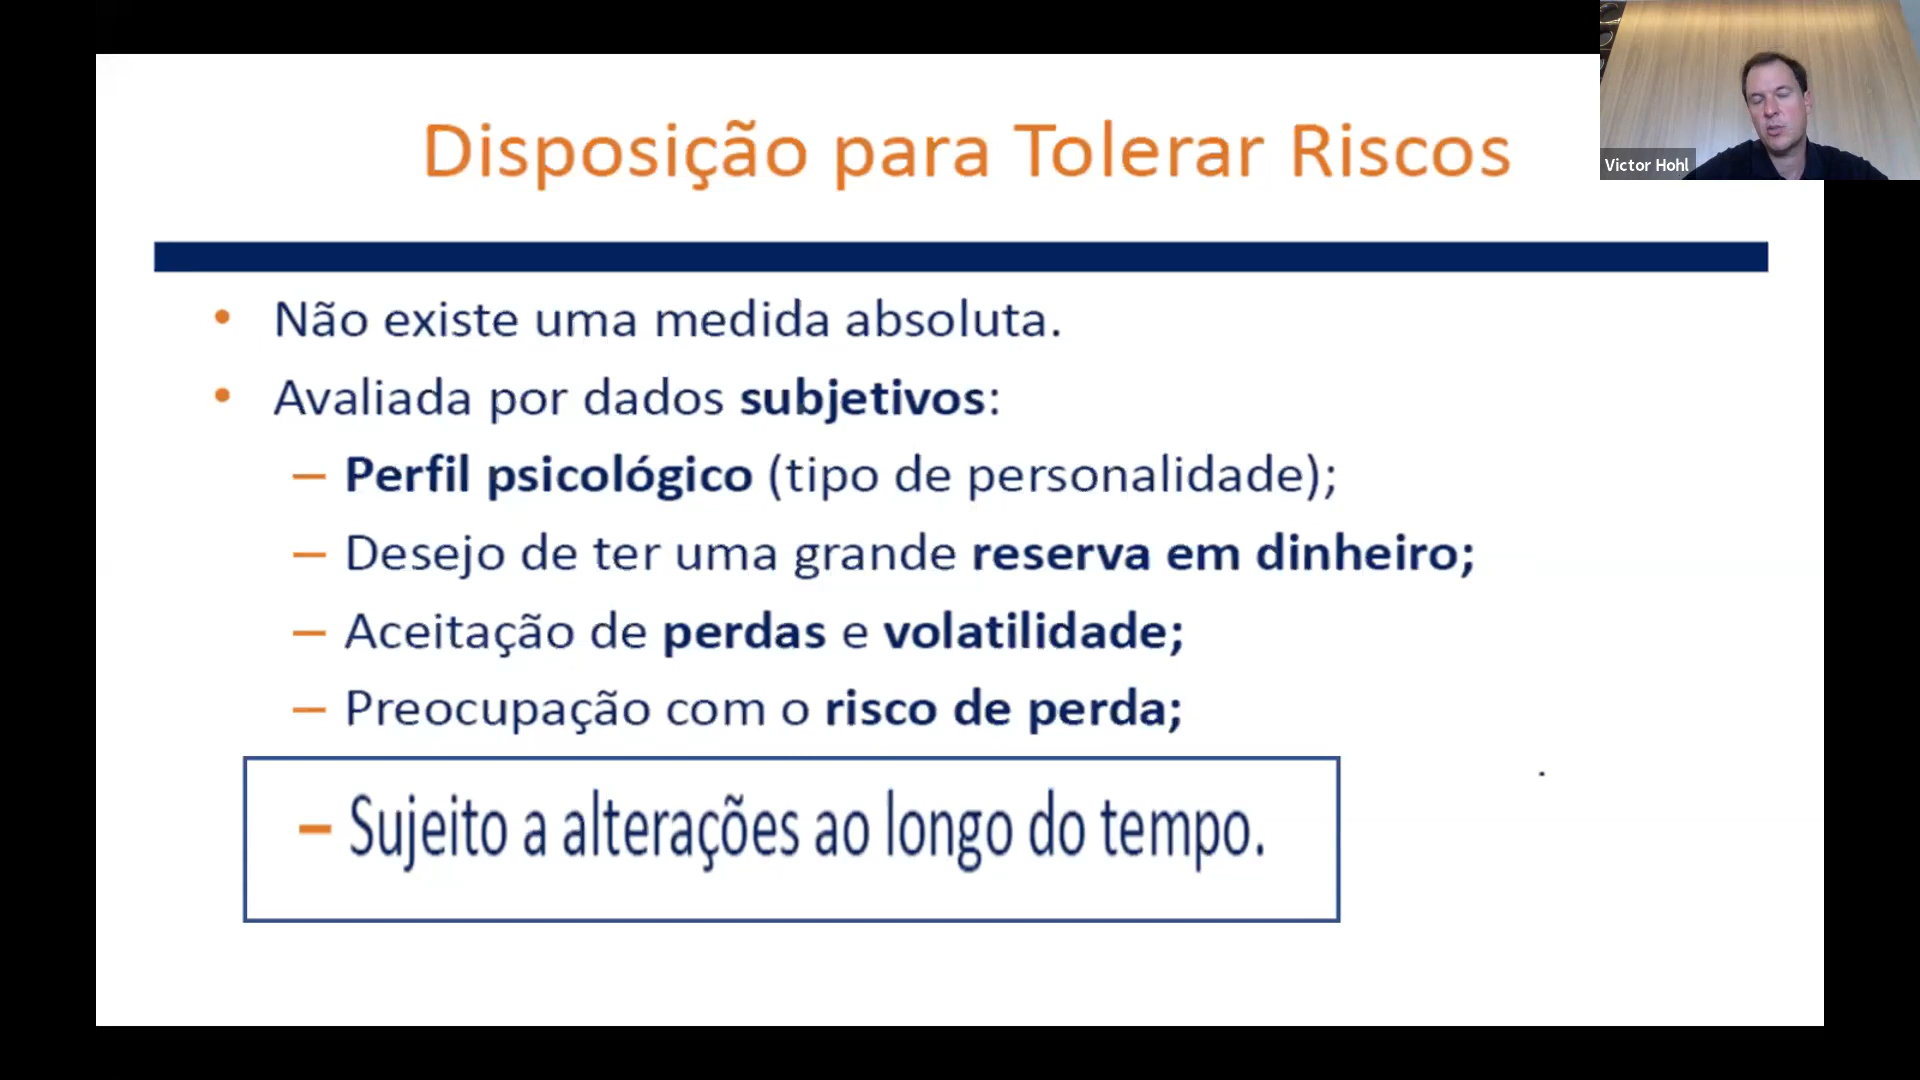 Disposição para Tolerar Riscos
Victor Hohl
• Não existe uma medida absoluta.
• Avaliada por dados subjetivos:
– Perfil psicológico (tipo de personalidade);
– Desejo de ter uma grande reserva em dinheiro;
– Aceitação de perdas e volatilidade;
– Preocupação com o risco de perda;
– Sujeito a alterações ao longo do tempo.